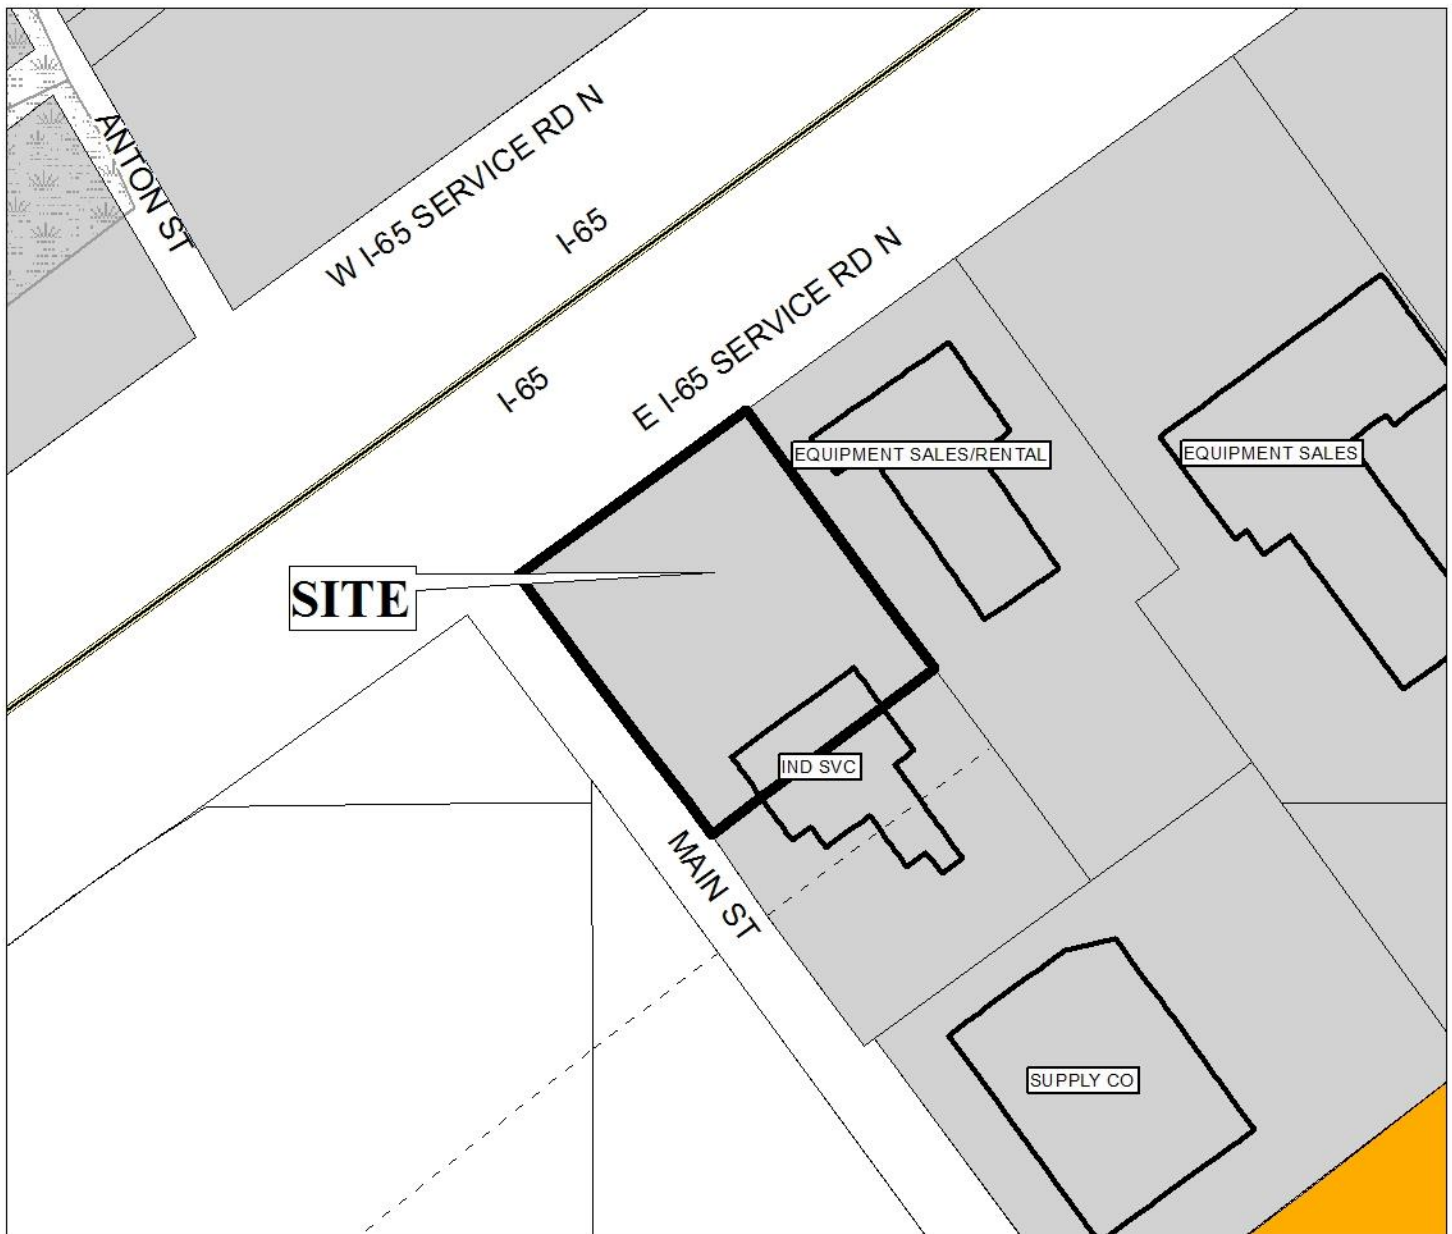 ANTON ST
W I-65 SERVICE RD N
I-65
I-65
E I-65 SERVICE RD N
EQUIPMENT SALES/RENTAL
EQUIPMENT SALES
SITE
IND SVC
MAIN ST
SUPPLY CO